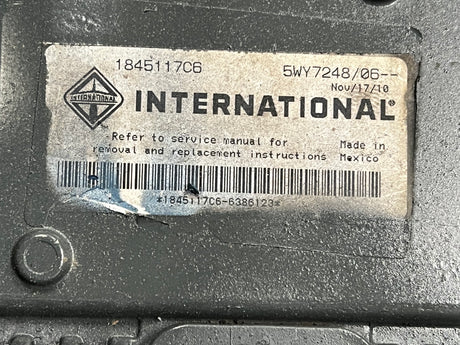 1845117C6 5WY7248/06--
Nov/17/10
INTERNATIONAL
INTERNATIONAL®
Refer to service manual for Made in
removal and replacement instructions Mexico
*1845117C6-6386123*